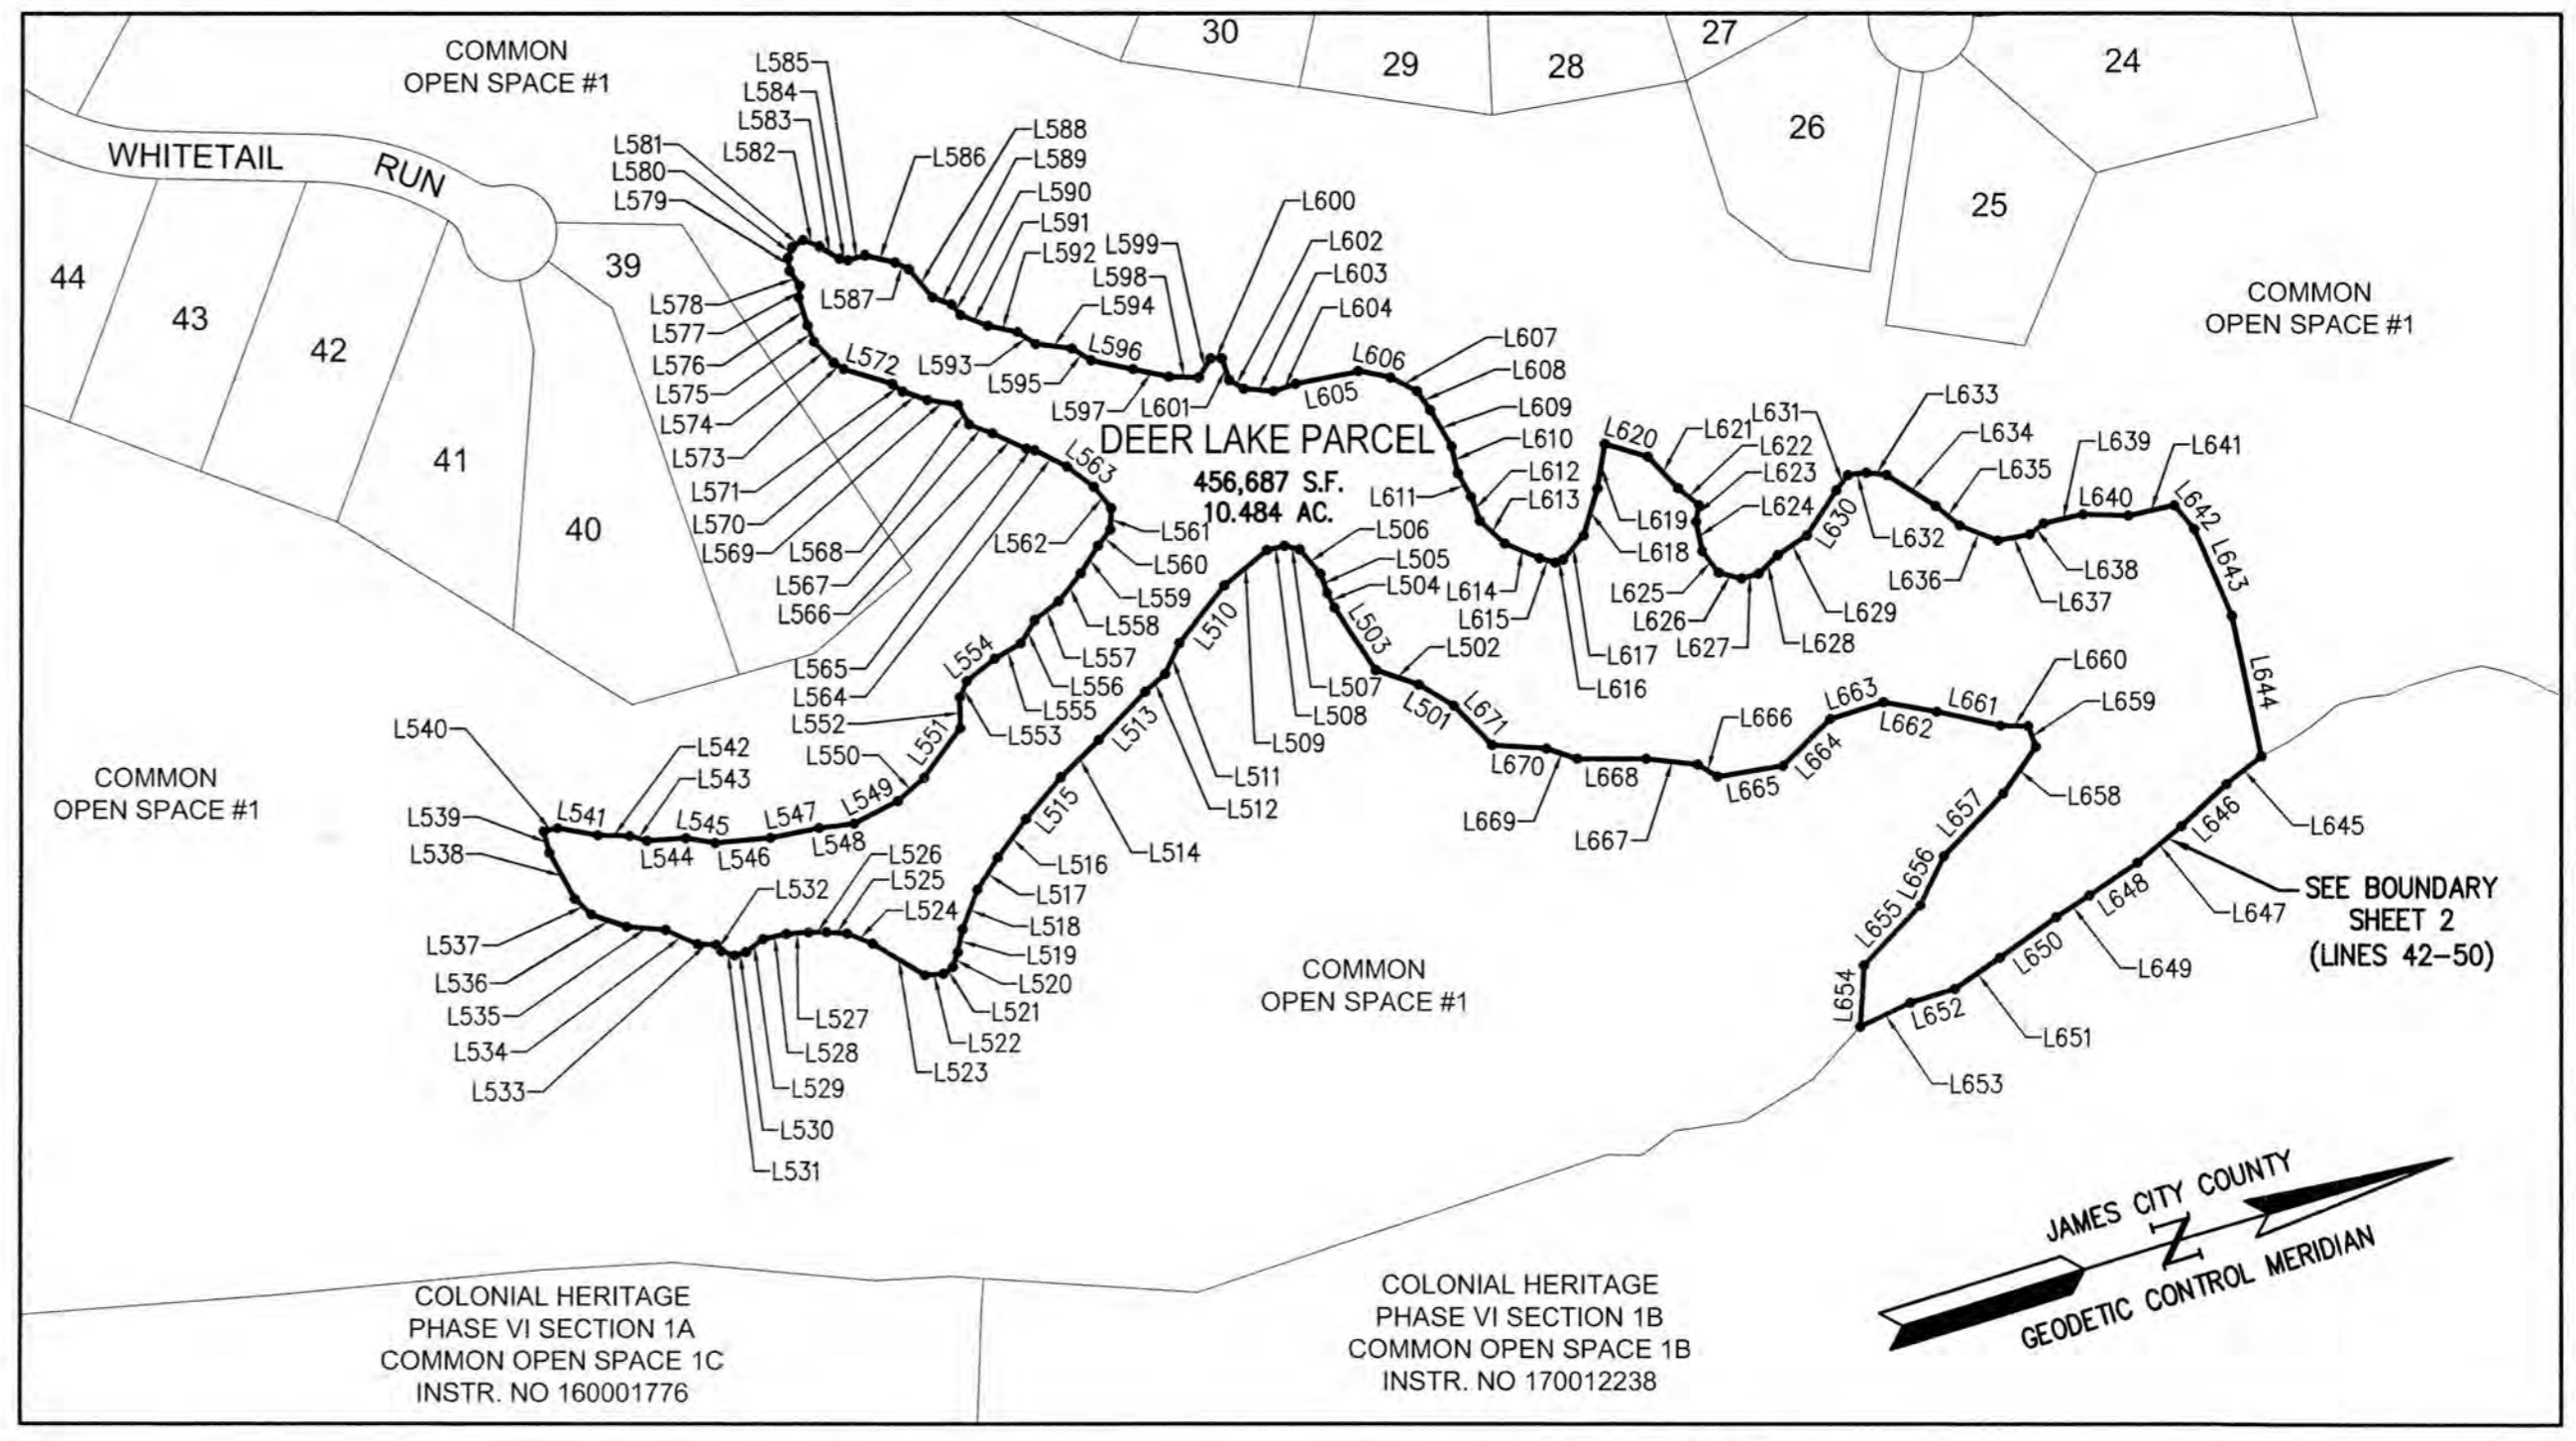 COMMON
OPEN SPACE #1
30
29
28
27
26
25
24
WHITETAIL RUN
44
43
42
41
40
39
COMMON
OPEN SPACE #1
COMMON
OPEN SPACE #1
COMMON
OPEN SPACE #1
DEER LAKE PARCEL
456,687 S.F.
10.484 AC.
L585
L584
L583
L582
L581
L580
L579
L578
L577
L576
L575
L574
L573
L572
L571
L570
L569
L568
L567
L566
L565
L564
L563
L562
L561
L560
L559
L558
L557
L556
L555
L554
L553
L552
L551
L550
L549
L548
L547
L546
L545
L544
L543
L542
L541
L540
L539
L538
L537
L536
L535
L534
L533
L532
L531
L530
L529
L528
L527
L526
L525
L524
L523
L522
L521
L520
L519
L518
L517
L516
L515
L514
L513
L512
L511
L510
L509
L508
L507
L506
L505
L504
L503
L502
L501
L586
L587
L588
L589
L590
L591
L592
L593
L594
L595
L596
L597
L598
L599
L600
L601
L602
L603
L604
L605
L606
L607
L608
L609
L610
L611
L612
L613
L614
L615
L616
L617
L618
L619
L620
L621
L622
L623
L624
L625
L626
L627
L628
L629
L630
L631
L632
L633
L634
L635
L636
L637
L638
L639
L640
L641
L642
L643
L644
L645
L646
L647
L648
L649
L650
L651
L652
L653
L654
L655
L656
L657
L658
L659
L660
L661
L662
L663
L664
L665
L666
L667
L668
L669
L670
L671
SEE BOUNDARY
SHEET 2
(LINES 42-50)
JAMES CITY COUNTY
N
GEODETIC CONTROL MERIDIAN
COLONIAL HERITAGE
PHASE VI SECTION 1A
COMMON OPEN SPACE 1C
INSTR. NO 160001776
COLONIAL HERITAGE
PHASE VI SECTION 1B
COMMON OPEN SPACE 1B
INSTR. NO 170012238